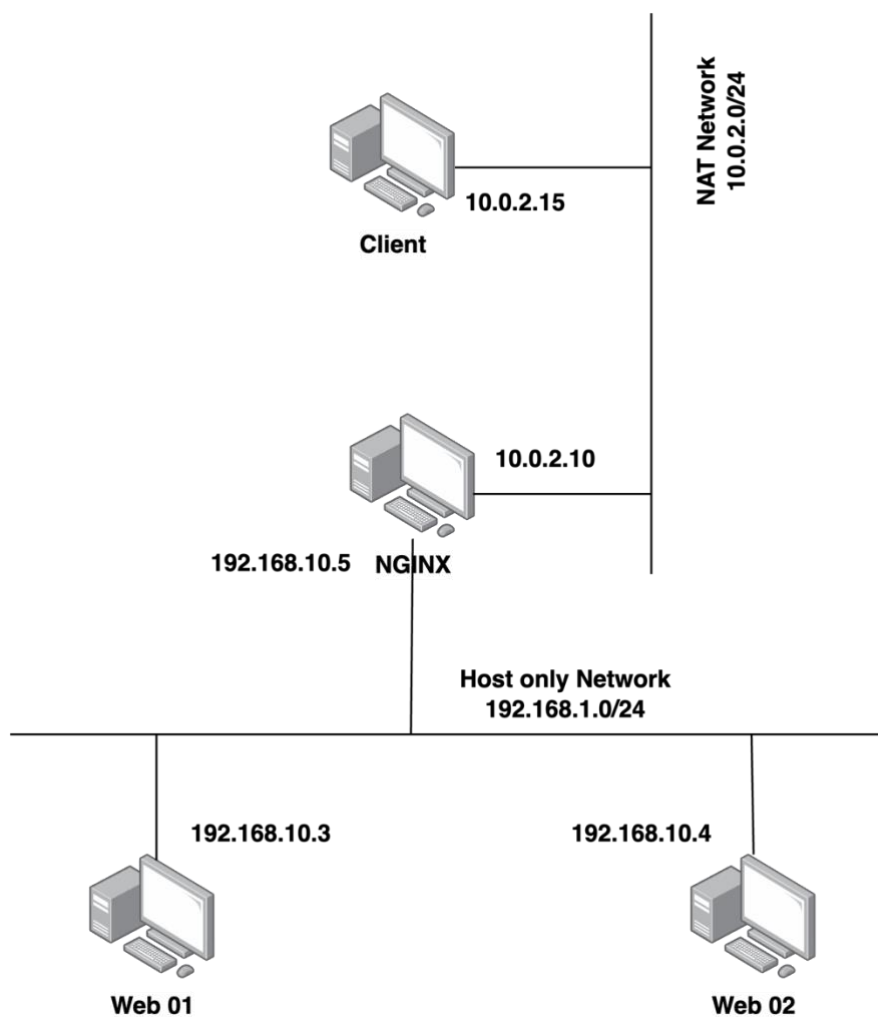 NAT Network
10.0.2.0/24
10.0.2.15
Client
10.0.2.10
192.168.10.5
NGINX
Host only Network
192.168.1.0/24
192.168.10.3
192.168.10.4
Web 01
Web 02